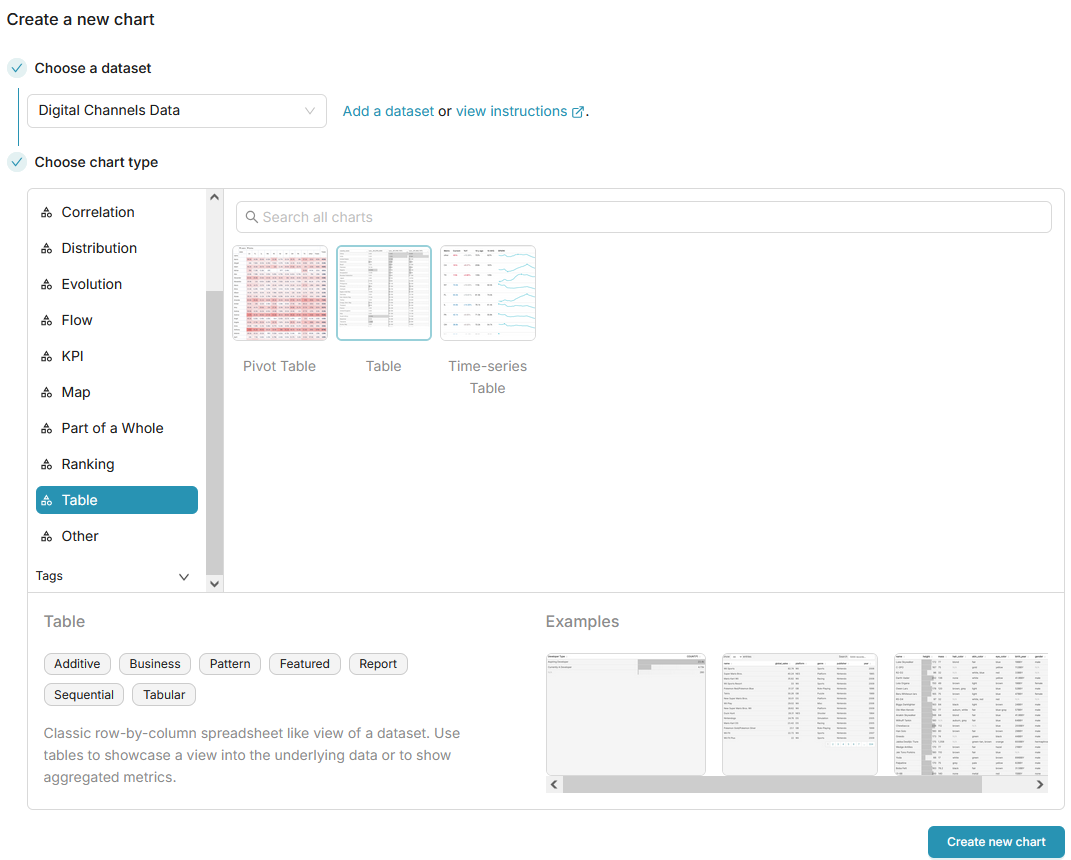 Create a new chart
Choose a dataset
Digital Channels Data
Add a dataset or view instructions.
Choose chart type
Correlation
Distribution
Evolution
Flow
KPI
Map
Part of a Whole
Ranking
Table
Other
Tags
Search all charts
Pivot Table
Table
Time-series
Table
Table
Additive Business Pattern Featured Report
Sequential Tabular
Classic row-by-column spreadsheet like view of a dataset. Use
tables to showcase a view into the underlying data or to show
aggregated metrics.
Examples
Create new chart